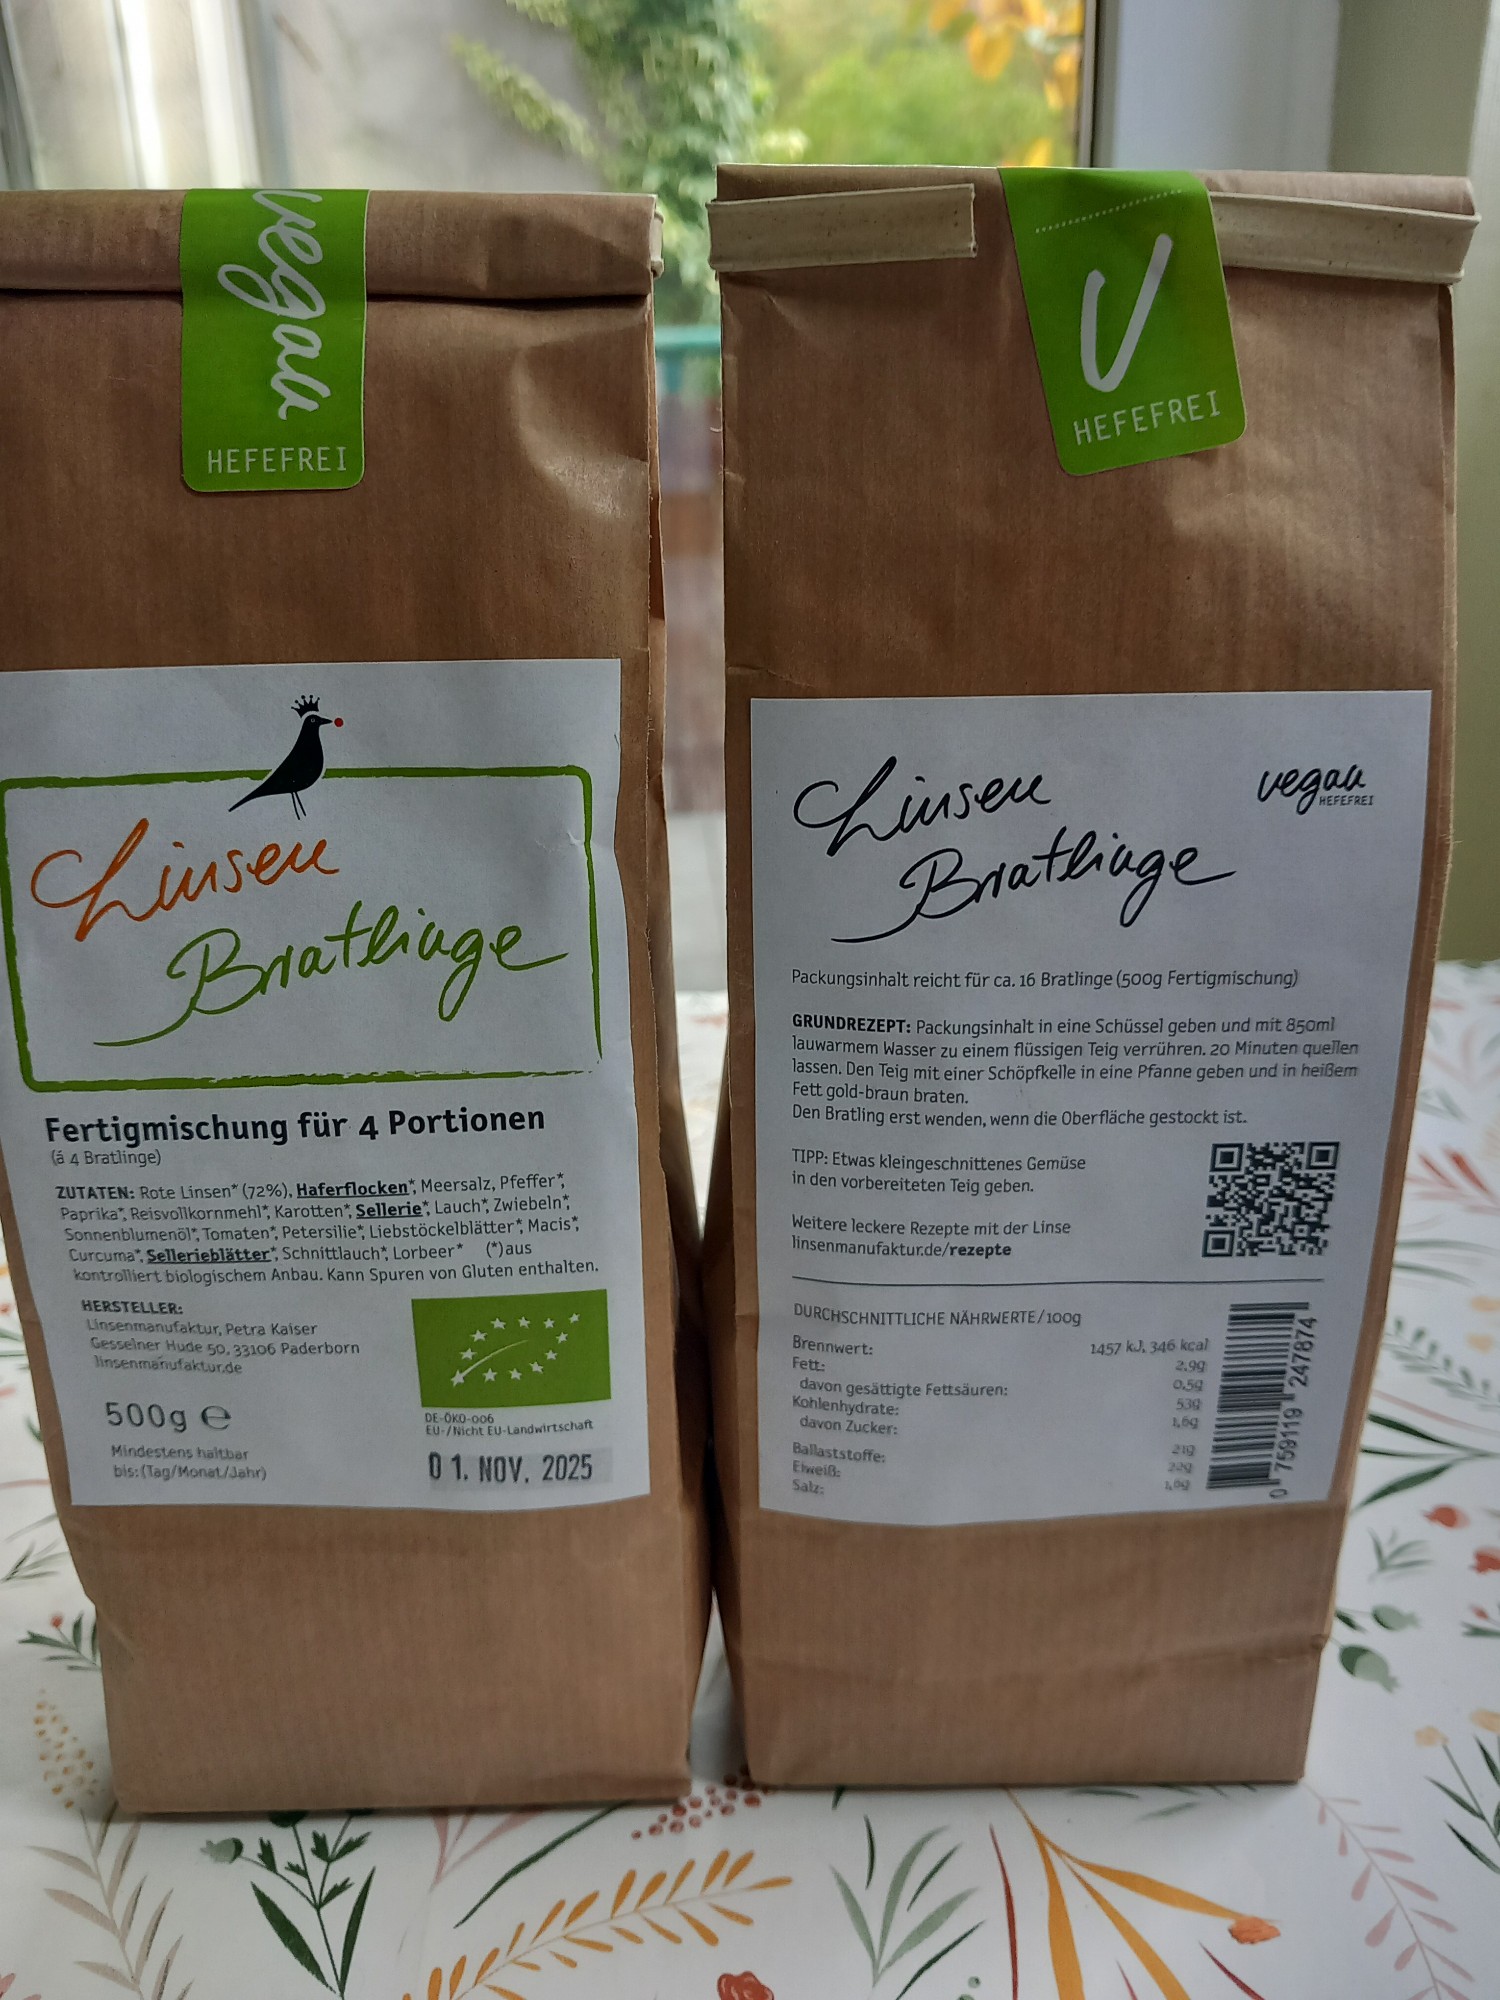 vegan
HEFEFREI
Linsen
Bratlinge
Fertigmischung für 4 Portionen
(á 4 Bratlinge)
ZUTATEN: Rote Linsen* (72%), Haferflocken*, Meersalz, Pfeffer*,
Paprika*, Reisvollkornmehl*, Karotten*, Sellerie*, Lauch*, Zwiebeln*,
Sonnenblumenöl*, Tomaten*, Petersilie*, Liebstöckelblätter*, Macis*,
Curcuma*, Sellerieblätter*, Schnittlauch*, Lorbeer* (*)aus
kontrolliert biologischem Anbau. Kann Spuren von Gluten enthalten.
HERSTELLER:
Linsenmanufaktur, Petra Kaiser
Gesselner Hude 50, 33106 Paderborn
linsenmanufaktur.de
500g ℮
DE-ÖKO-006
EU-/Nicht EU-Landwirtschaft
Mindestens haltbar
bis: (Tag/Monat/Jahr)
01. NOV. 2025
V
HEFEFREI
Linsen
Bratlinge
vegan
HEFEFREI
Packungsinhalt reicht für ca. 16 Bratlinge (500g Fertigmischung)
GRUNDREZEPT: Packungsinhalt in eine Schüssel geben und mit 850ml
lauwarmem Wasser zu einem flüssigen Teig verrühren. 20 Minuten quellen
lassen. Den Teig mit einer Schöpfkelle in eine Pfanne geben und in heißem
Fett gold-braun braten.
Den Bratling erst wenden, wenn die Oberfläche gestockt ist.
TIPP: Etwas kleingeschnittenes Gemüse
in den vorbereiteten Teig geben.
Weitere leckere Rezepte mit der Linse
linsenmanufaktur.de/rezepte
DURCHSCHNITTLICHE NÄHRWERTE/100g
Brennwert: 1457 kJ, 346 kcal
Fett: 2,9g
davon gesättigte Fettsäuren: 0,5g
Kohlenhydrate: 53g
davon Zucker: 1,6g
Ballaststoffe: 21g
Eiweiß: 22g
Salz: 1,0g
0 759119 247874